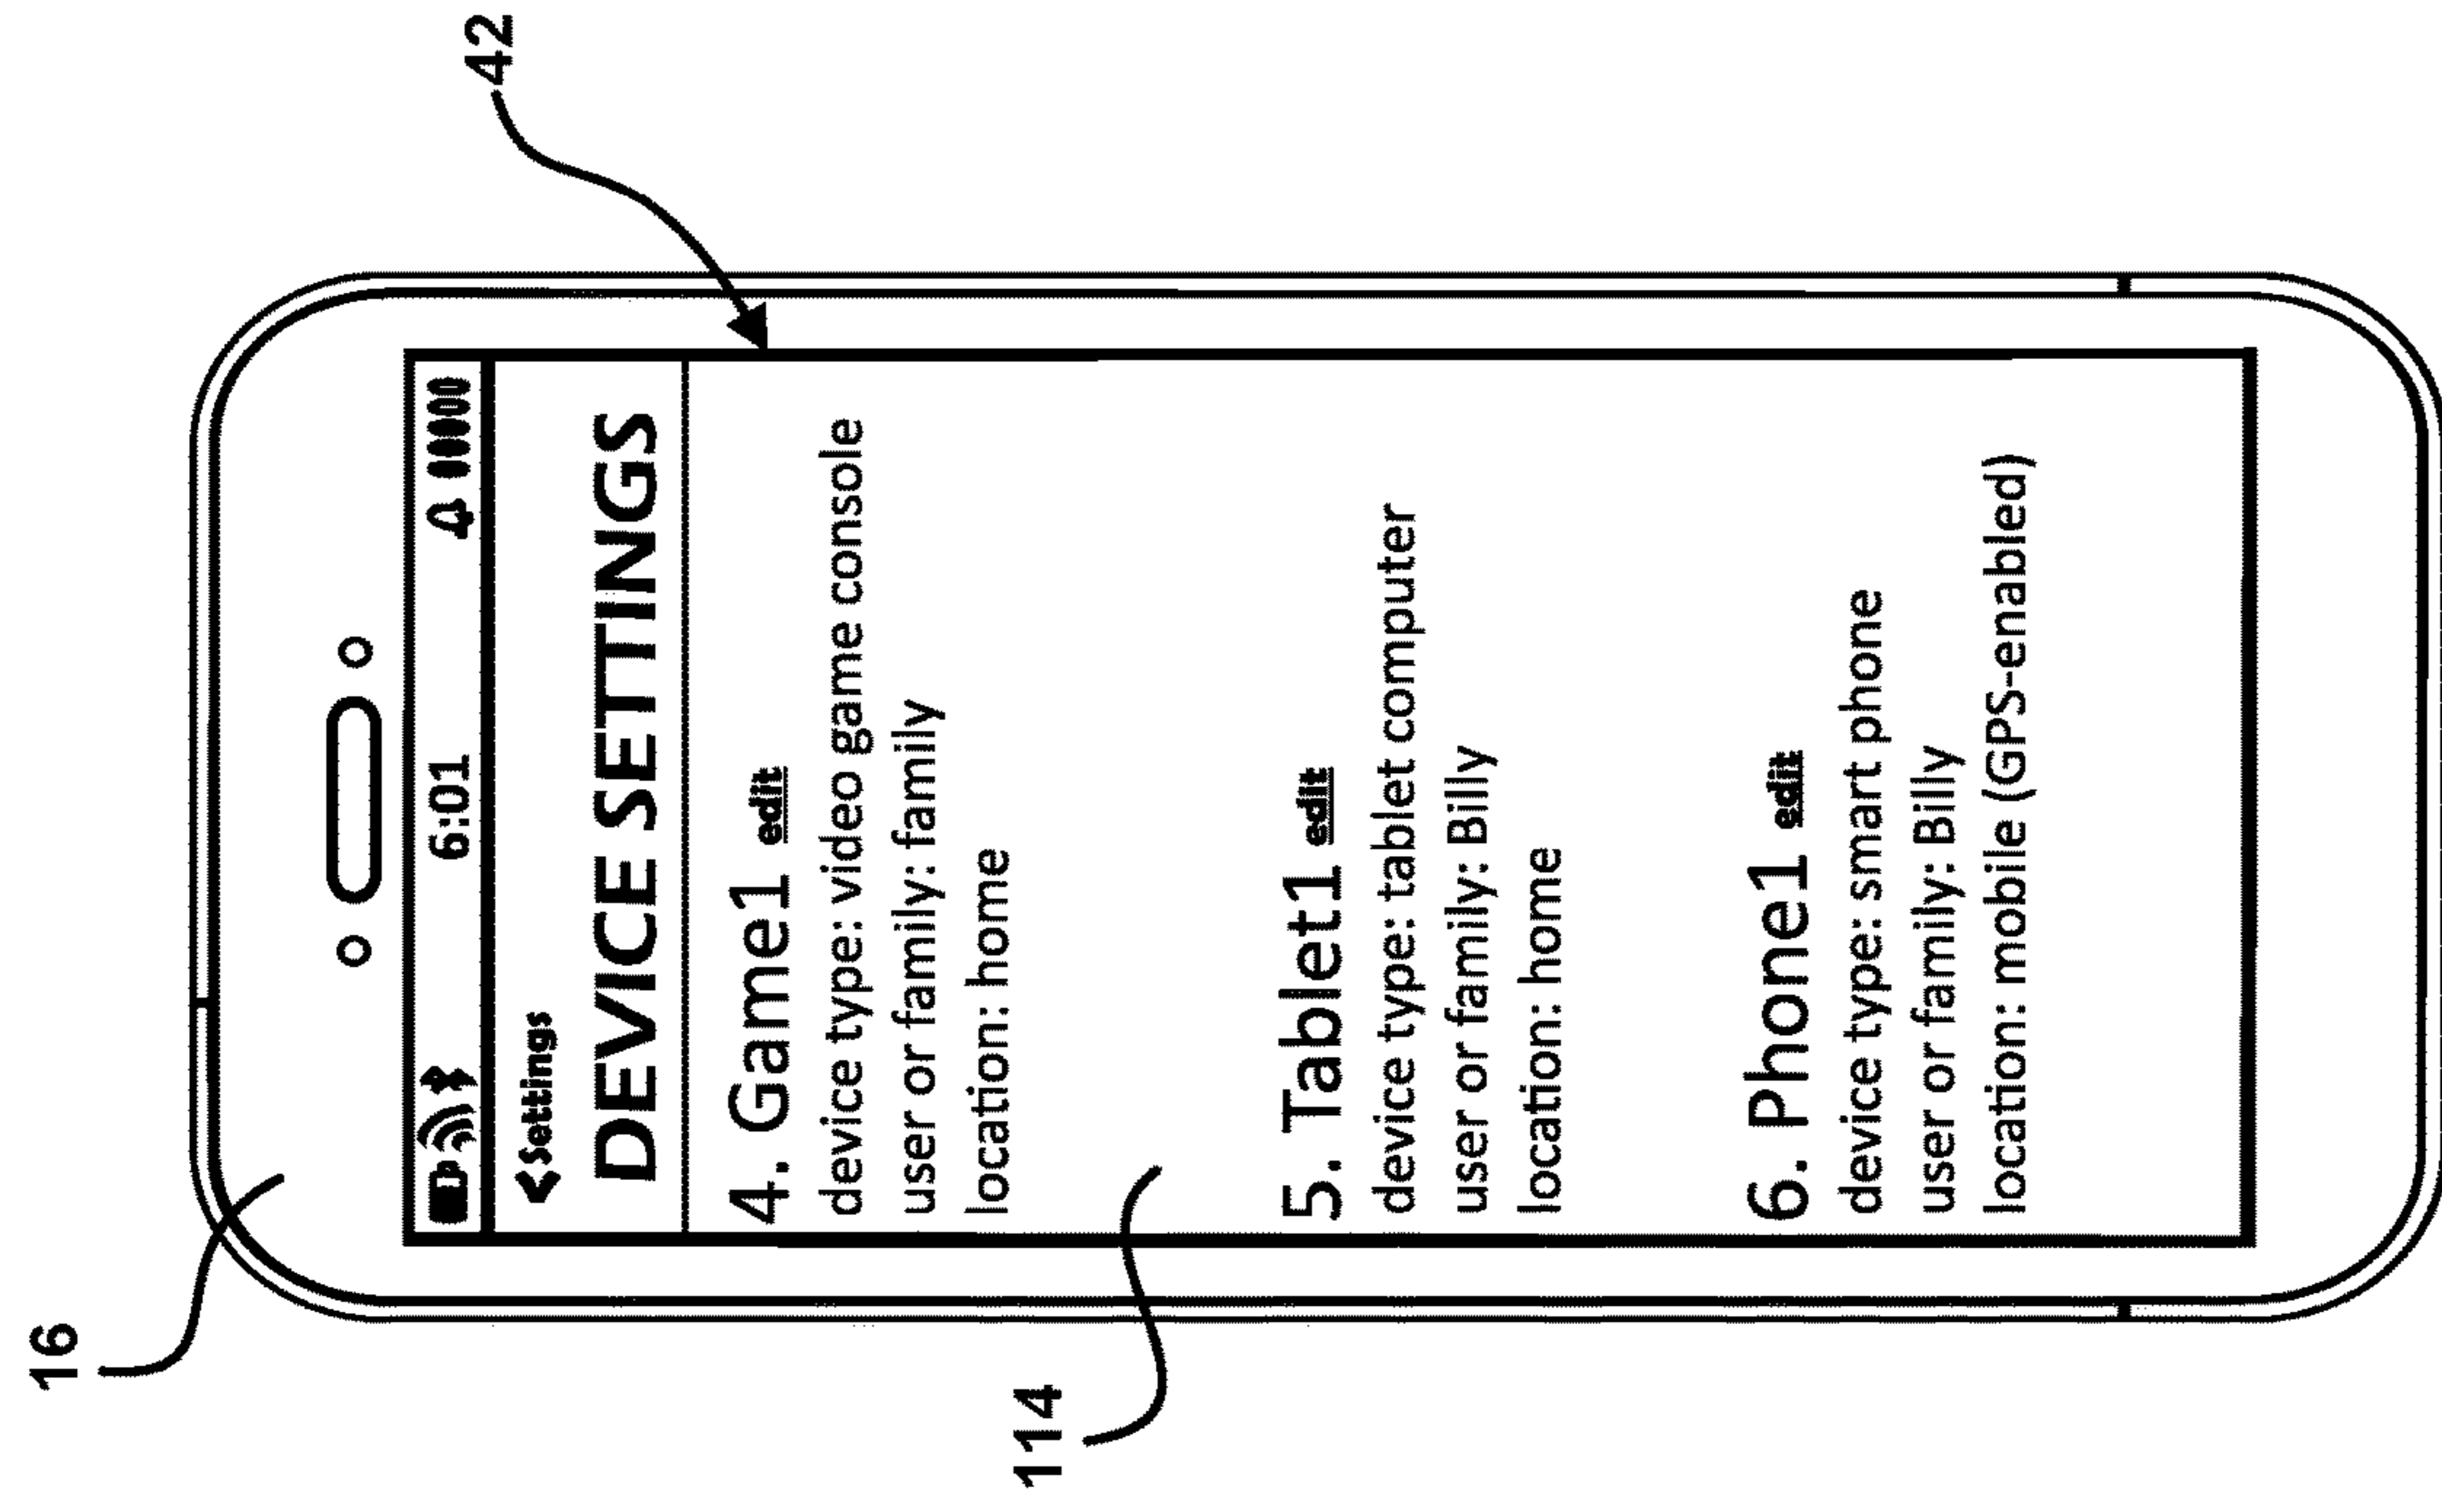 16
42
114
6:01
<Settings
DEVICE SETTINGS
4. Game1 edit
device type: video game console
user or family: family
location: home
5. Tablet1 edit
device type: tablet computer
user or family: Billy
location: home
6. Phone1 edit
device type: smart phone
user or family: Billy
location: mobile (GPS-enabled)